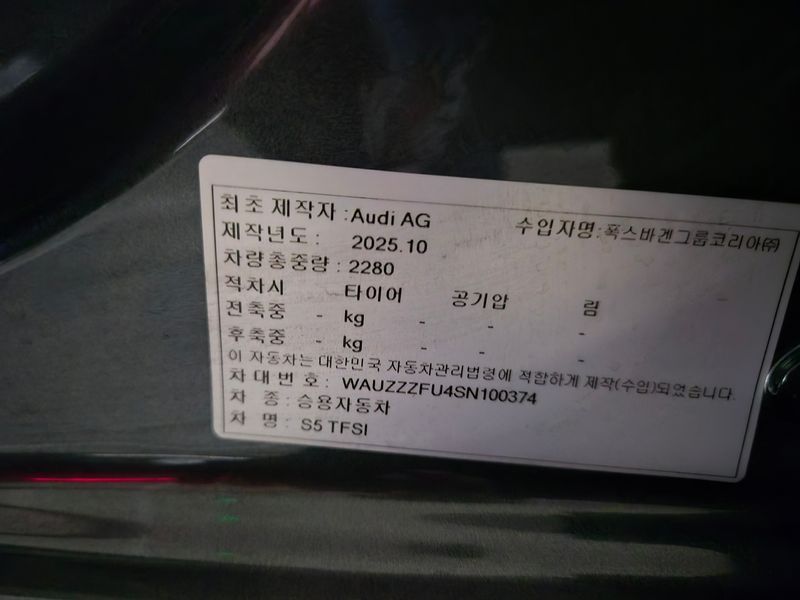 최초 제작자 : Audi AG 수입자명 : 폭스바겐그룹코리아㈜
제작년도 : 2025.10
차량총중량 : 2280
적차시 타이어 공기압 림
전축중 - kg - - -
후축중 - kg - - -
이 자동차는 대한민국 자동차관리법령에 적합하게 제작(수입)되었습니다.
차대번호 : WAUZZZFU4SN100374
차 종 : 승용자동차
차 명 : S5 TFSI